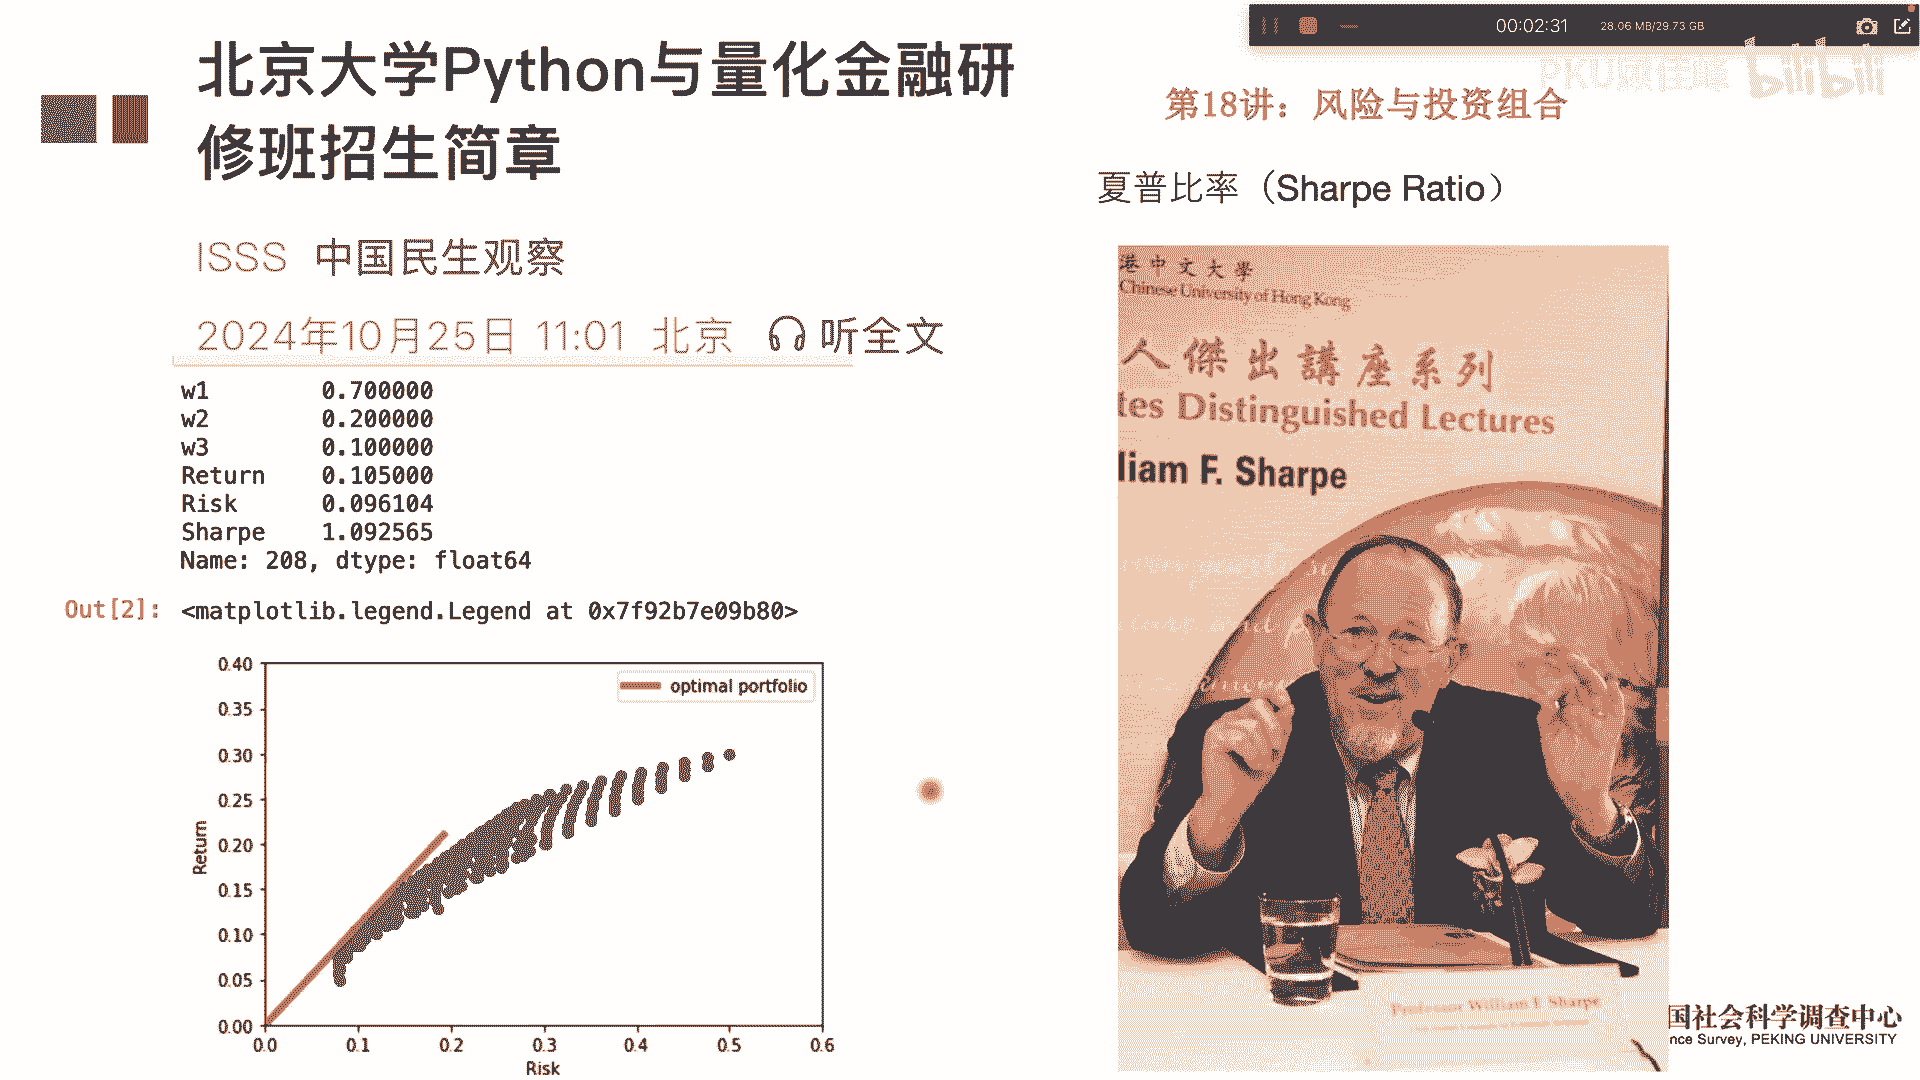 00:02:31 28.06 MB/29.73 GB
PKU顾佳峰 bilibili
北京大学Python与量化金融研
修班招生简章
ISSS 中国民生观察
2024年10月25日 11:01 北京 听全文
w1 0.700000
w2 0.200000
w3 0.100000
Return 0.105000
Risk 0.096104
Sharpe 1.092565
Name: 208, dtype: float64
Out[2]: <matplotlib.legend.Legend at 0x7f92b7e09b80>
optimal portfolio
0.40
0.35
0.30
0.25
0.20
0.15
0.10
0.05
0.00
Return
0.0 0.1 0.2 0.3 0.4 0.5 0.6
Risk
第18讲：风险与投资组合
夏普比率（Sharpe Ratio）
港中文大學
Chinese University of Hong Kong
人傑出講座系列
tes Distinguished Lectures
liam F. Sharpe
Professor William F. Sharpe
国社会科学调查中心
nce Survey, PEKING UNIVERSITY